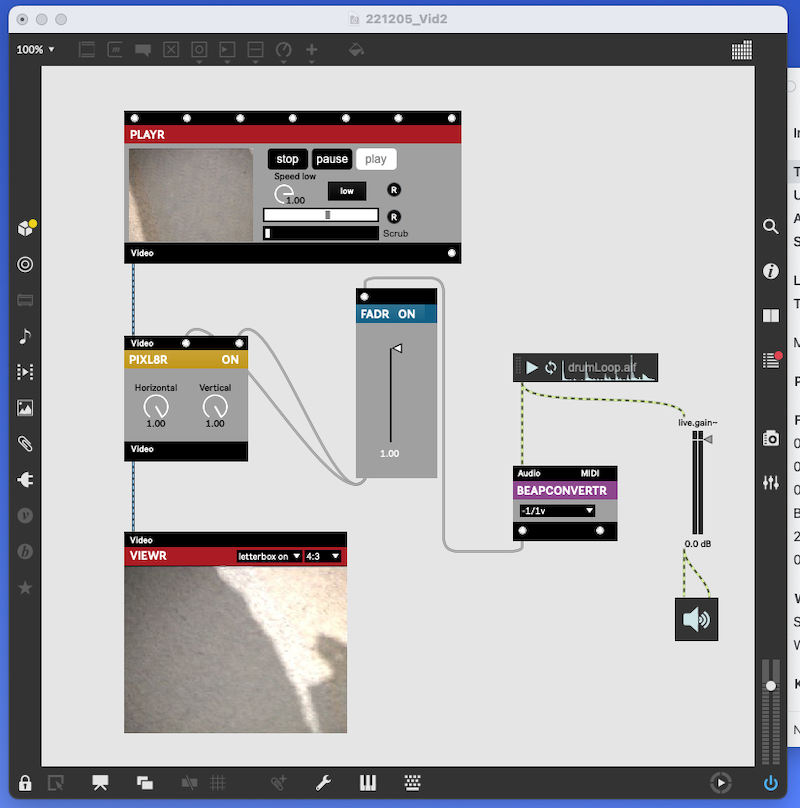 221205_Vid2
100%
PLAYR
stop pause play
Speed low
1.00
low
R
R
Scrub
Video
FADR ON
1.00
Video
PIXL8R ON
Horizontal Vertical
1.00 1.00
Video
drumLoop.aif
live.gain~
0.0 dB
Audio MIDI
BEAPCONVERTR
-1/1v
Video
VIEWR letterbox on 4:3